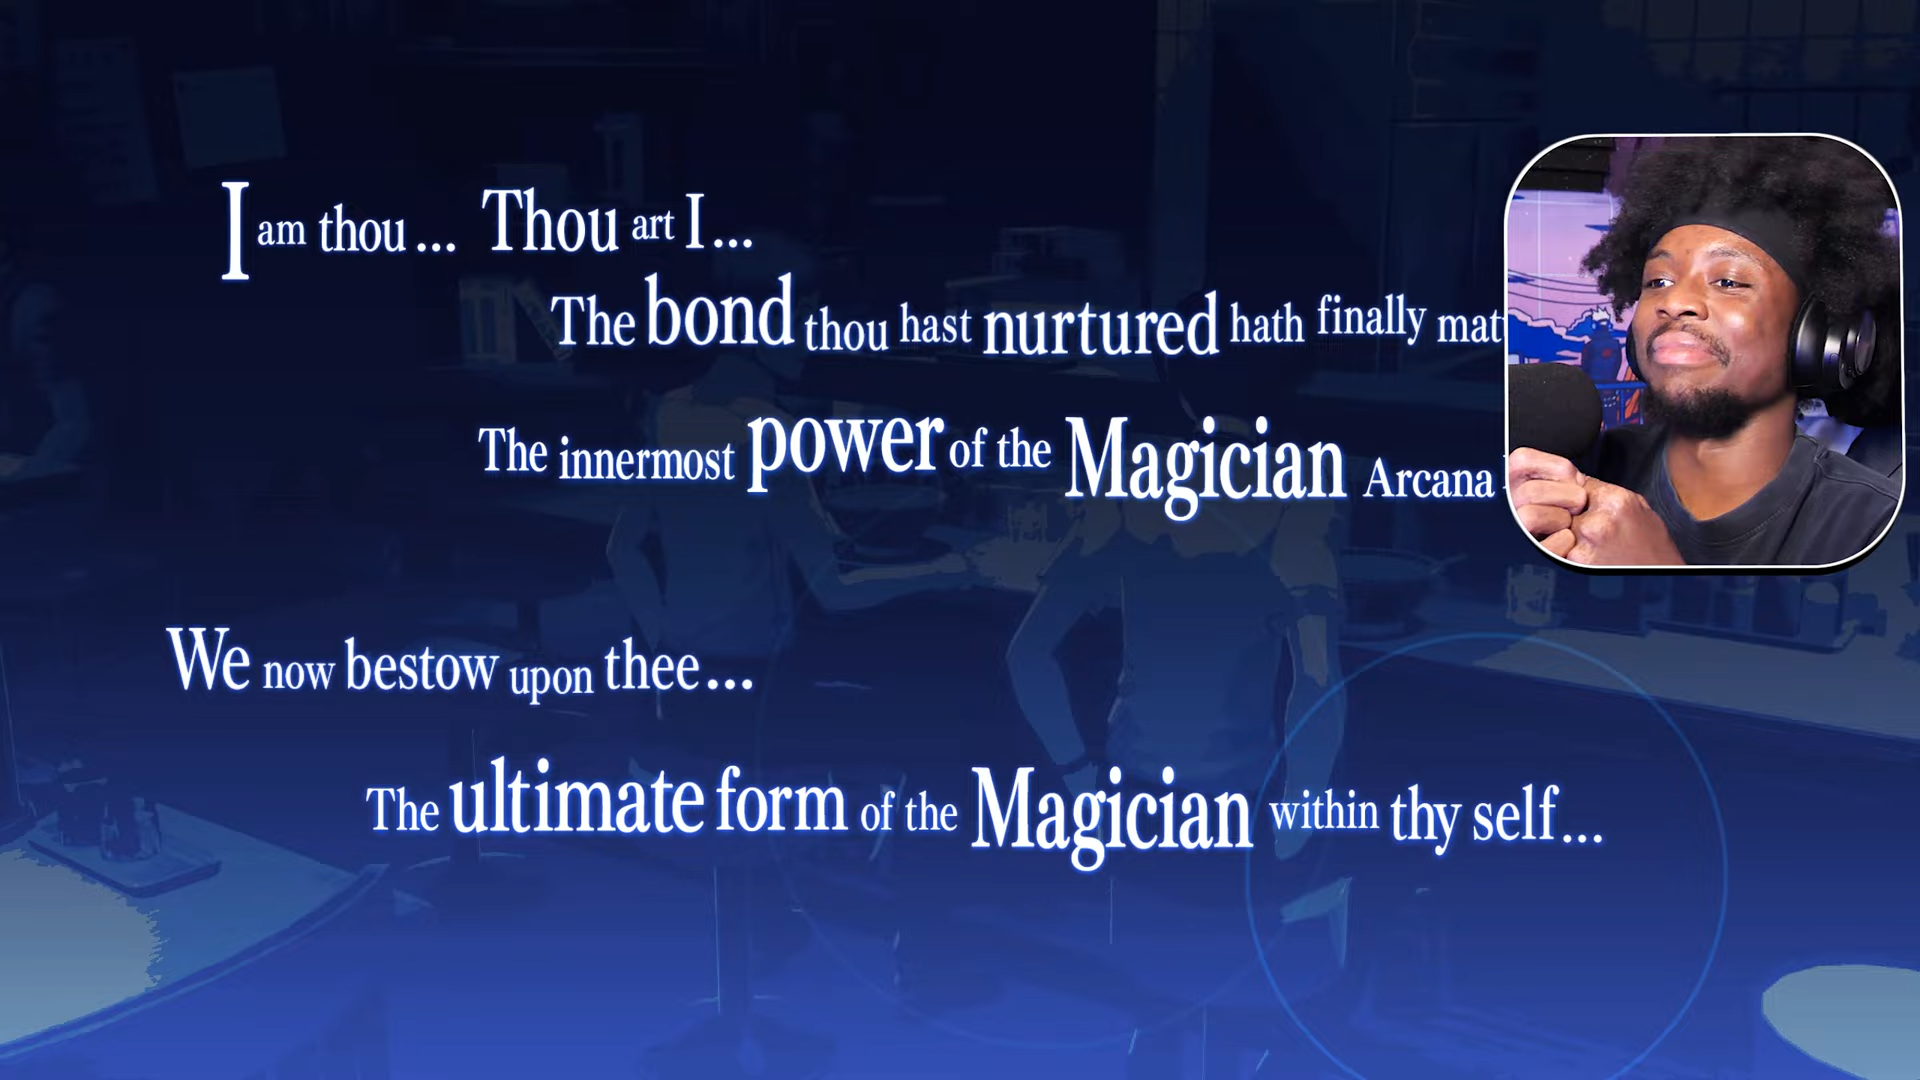 I am thou... Thou art I...
The bond thou hast nurtured hath finally
The innermost power of the Magician Arcana
We now bestow upon thee...
The ultimate form of the Magician within thy self...